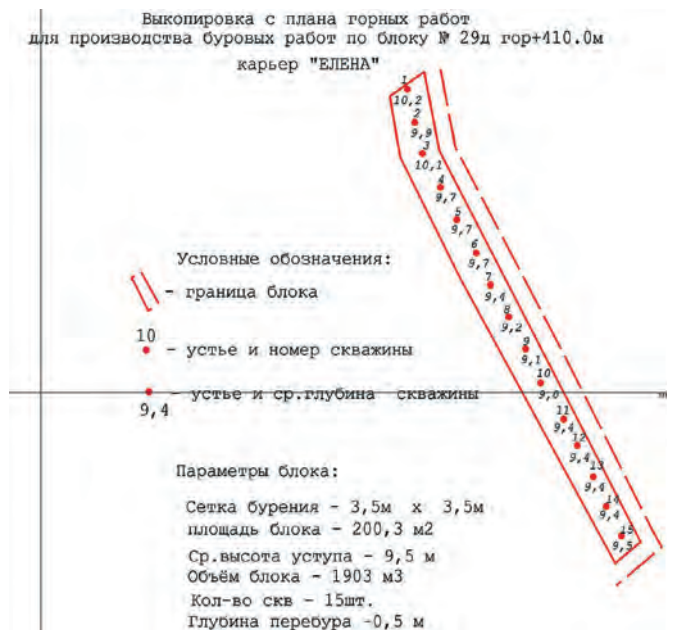 Выкопировка с плана горных работ
для производства буровых работ по блоку № 29д гор+410.0м
карьер "ЕЛЕНА"
1
10,2
2
9,9
3
10,1
4
9,7
5
9,7
6
9,7
7
9,4
8
9,2
9
9,1
10
9,0
11
9,4
12
9,4
13
9,4
14
9,4
15
9,5
Условные обозначения:
- граница блока
10
- устье и номер скважины
- устье и ср.глубина скважины
9,4
Параметры блока:
Сетка бурения - 3,5м х 3,5м
площадь блока - 200,3 м2
Ср.высота уступа - 9,5 м
Объём блока - 1903 м3
Кол-во скв - 15шт.
Глубина перебура -0,5 м